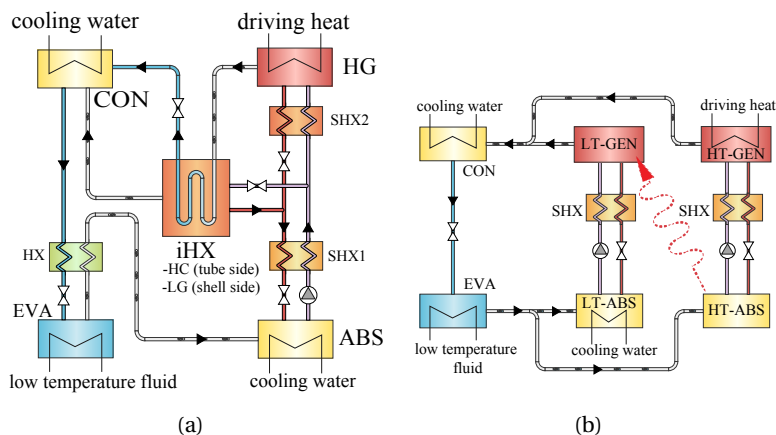 cooling water
driving heat
HG
CON
SHX2
iHX
-HC (tube side)
-LG (shell side)
HX
SHX1
EVA
ABS
low temperature fluid
cooling water
(a)
cooling water
driving heat
LT-GEN
HT-GEN
CON
SHX
SHX
EVA
LT-ABS
HT-ABS
low temperature
fluid
cooling water
(b)